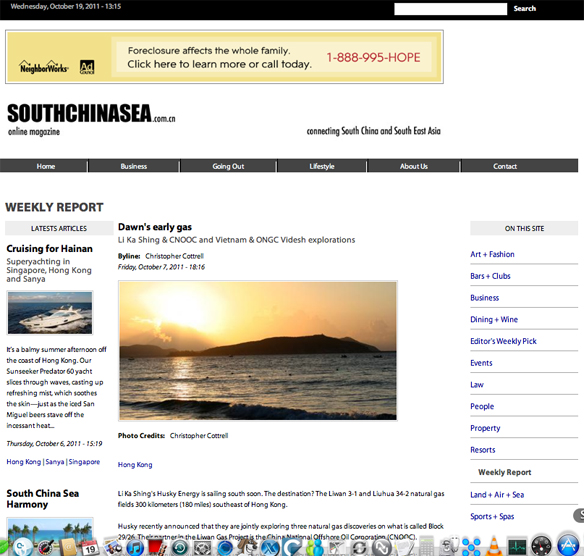 Wednesday, October 19, 2011 - 13:15
Search
Foreclosure affects the whole family.
Click here to learn more or call today.
1-888-995-HOPE
NeighborWorks
Ad
Council
SOUTHCHINASEA.com.cn
online magazine
connecting South China and South East Asia
Home Business Going Out Lifestyle About Us Contact
WEEKLY REPORT
LATESTS ARTICLES
Cruising for Hainan
Superyachting in
Singapore, Hong Kong
and Sanya
It's a balmy summer afternoon off
the coast of Hong Kong. Our
Sunseeker Predator 60 yacht
slices through waves, casting up
refreshing mist, which soothes
the skin—just as the iced San
Miguel beers stave off the
incessant heat...
Thursday, October 6, 2011 - 15:19
Hong Kong | Sanya | Singapore
South China Sea
Harmony
Dawn's early gas
Li Ka Shing & CNOOC and Vietnam & ONGC Videsh explorations
Byline: Christopher Cottrell
Friday, October 7, 2011 - 18:16
Photo Credits: Christopher Cottrell
Hong Kong
Li Ka Shing's Husky Energy is sailing south soon. The destination? The Liwan 3-1 and Liuhua 34-2 natural gas
fields 300 kilometers (180 miles) southeast of Hong Kong.
Husky recently announced that they are jointly exploring three natural gas discoveries on what is called Block
29/26. Their partner in the Liwan Gas Project is the China National Offshore Oil Corporation (CNOOC).
ON THIS SITE
Art + Fashion
Bars + Clubs
Business
Dining + Wine
Editor's Weekly Pick
Events
Law
People
Property
Resorts
Weekly Report
Land + Air + Sea
Sports + Spas
19